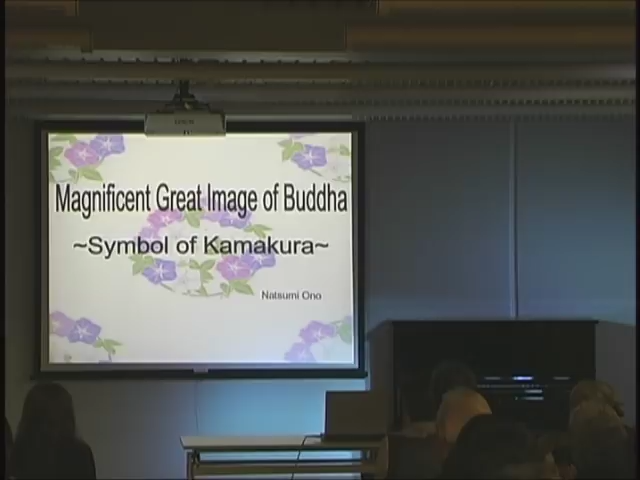 Magnificent Great Image of Buddha
~Symbol of Kamakura~
Natsumi Ono